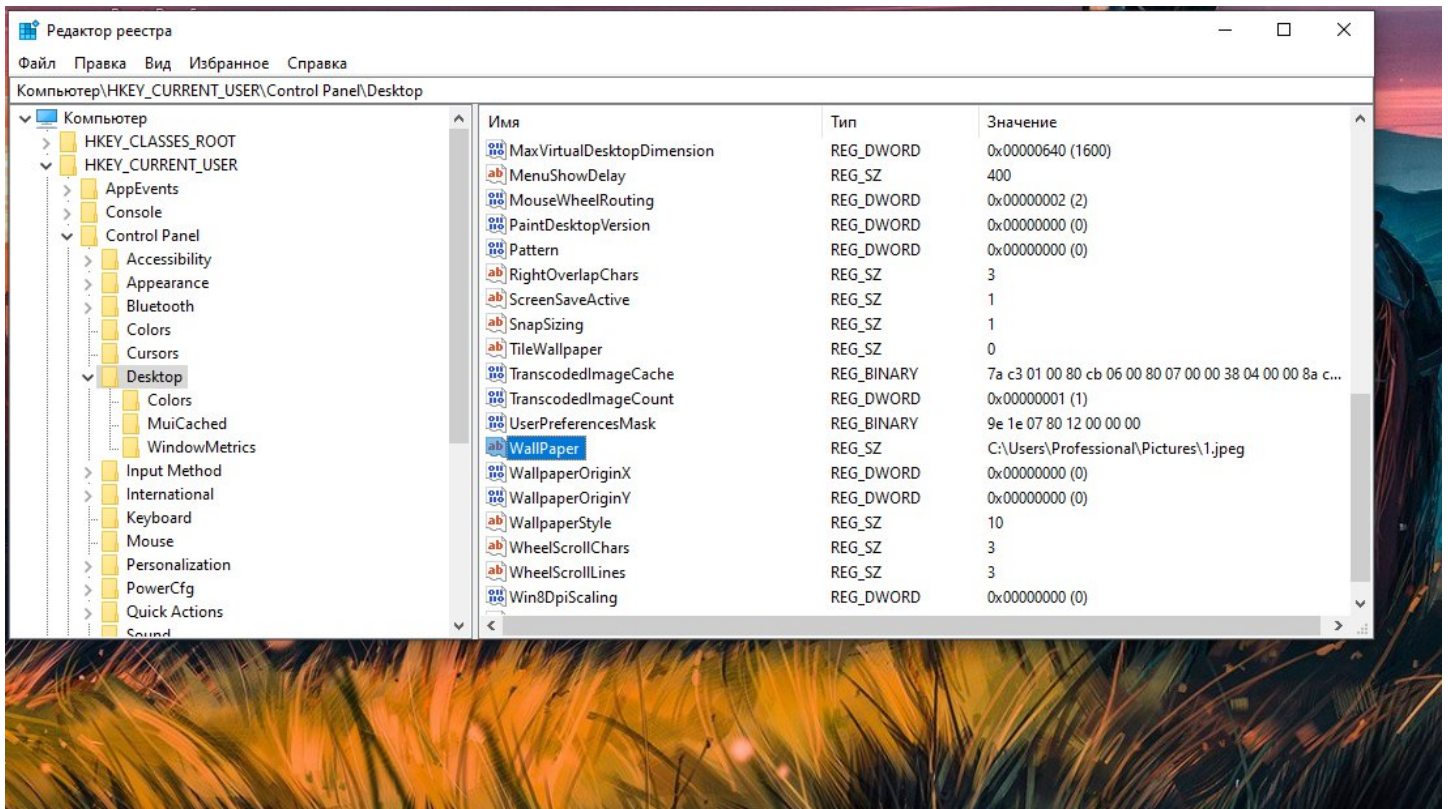 Редактор реестра
Файл Правка Вид Избранное Справка
Компьютер\HKEY_CURRENT_USER\Control Panel\Desktop
Компьютер
HKEY_CLASSES_ROOT
HKEY_CURRENT_USER
AppEvents
Console
Control Panel
Accessibility
Appearance
Bluetooth
Colors
Cursors
Desktop
Colors
MuiCached
WindowMetrics
Input Method
International
Keyboard
Mouse
Personalization
PowerCfg
Quick Actions
Sound
Имя Тип Значение
MaxVirtualDesktopDimension REG_DWORD 0x00000640 (1600)
MenuShowDelay REG_SZ 400
MouseWheelRouting REG_DWORD 0x00000002 (2)
PaintDesktopVersion REG_DWORD 0x00000000 (0)
Pattern REG_DWORD 0x00000000 (0)
RightOverlapChars REG_SZ 3
ScreenSaveActive REG_SZ 1
SnapSizing REG_SZ 1
TileWallpaper REG_SZ 0
TranscodedImageCache REG_BINARY 7a c3 01 00 80 cb 06 00 80 07 00 00 38 04 00 00 8a c...
TranscodedImageCount REG_DWORD 0x00000001 (1)
UserPreferencesMask REG_BINARY 9e 1e 07 80 12 00 00 00
WallPaper REG_SZ C:\Users\Professional\Pictures\1.jpeg
WallpaperOriginX REG_DWORD 0x00000000 (0)
WallpaperOriginY REG_DWORD 0x00000000 (0)
WallpaperStyle REG_SZ 10
WheelScrollChars REG_SZ 3
WheelScrollLines REG_SZ 3
Win8DpiScaling REG_DWORD 0x00000000 (0)